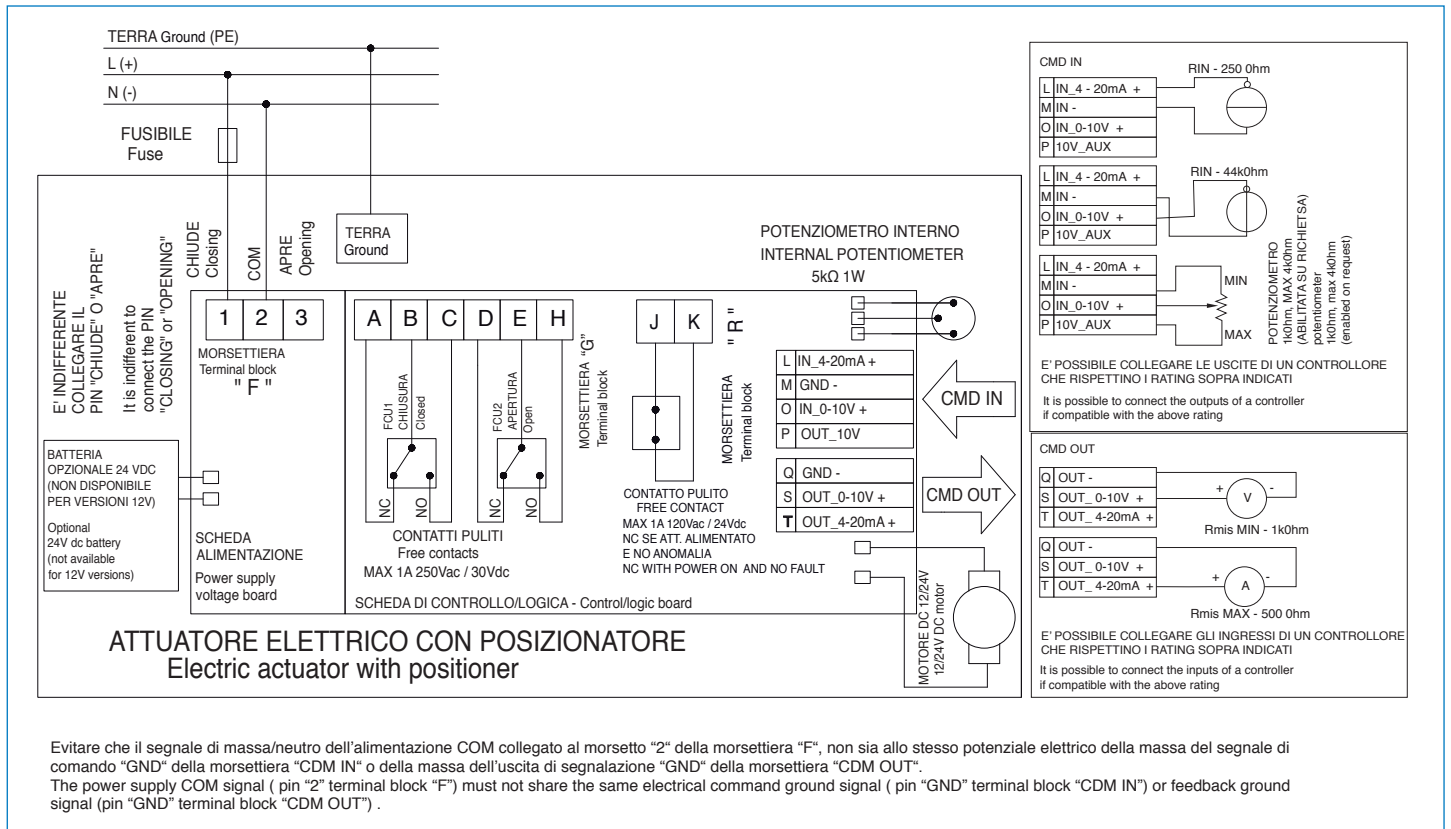 TERRA Ground (PE)
L (+)
N (-)
FUSIBILE
Fuse
E' INDIFFERENTE
COLLEGARE IL
PIN "CHIUDE" O "APRE"
It is indifferent to
connect the PIN
"CLOSING" or "OPENING"
CHIUDE
Closing
COM
APRE
Opening
TERRA
Ground
1 2 3
MORSETTIERA
Terminal block
" F "
A B C D E H
FCU1
CHIUSURA
Closed
FCU2
APERTURA
Open
NC
NO
NC
NO
MORSETTIERA "G"
Terminal block
CONTATTI PULITI
Free contacts
MAX 1A 250Vac / 30Vdc
J K
" R "
MORSETTIERA
Terminal block
CONTATTO PULITO
FREE CONTACT
MAX 1A 120Vac / 24Vdc
NC SE ATT. ALIMENTATO
E NO ANOMALIA
NC WITH POWER ON AND NO FAULT
POTENZIOMETRO INTERNO
INTERNAL POTENTIOMETER
5kΩ 1W
L IN_4-20mA +
M GND -
O IN_0-10V +
P OUT_10V
CMD IN
Q GND -
S OUT_0-10V +
T OUT_4-20mA +
CMD OUT
MOTORE DC 12/24V
12/24V DC motor
BATTERIA
OPZIONALE 24 VDC
(NON DISPONIBILE
PER VERSIONI 12V)
Optional
24V dc battery
(not available
for 12V versions)
SCHEDA
ALIMENTAZIONE
Power supply
voltage board
SCHEDA DI CONTROLLO/LOGICA - Control/logic board
ATTUATORE ELETTRICO CON POSIZIONATORE
Electric actuator with positioner
CMD IN
RIN - 250 0hm
L IN_4 - 20mA +
M IN -
O IN_0-10V +
P 10V_AUX
RIN - 44k0hm
L IN_4 - 20mA +
M IN -
O IN_0-10V +
P 10V_AUX
L IN_4 - 20mA +
M IN -
O IN_0-10V +
P 10V_AUX
MIN
MAX
POTENZIOMETRO
1k0hm, MAX 4k0hm
(ABILITATA SU RICHIETSA)
potentiometer
1k0hm, max 4k0hm
(enabled on request)
E' POSSIBILE COLLEGARE LE USCITE DI UN CONTROLLORE
CHE RISPETTINO I RATING SOPRA INDICATI
It is possible to connect the outputs of a controller
if compatible with the above rating
CMD OUT
Q OUT -
S OUT_ 0-10V +
T OUT_ 4-20mA +
+ V -
Rmis MIN - 1k0hm
Q OUT -
S OUT_ 0-10V +
T OUT_ 4-20mA +
+ A -
Rmis MAX - 500 0hm
E' POSSIBILE COLLEGARE GLI INGRESSI DI UN CONTROLLORE
CHE RISPETTINO I RATING SOPRA INDICATI
It is possible to connect the inputs of a controller
if compatible with the above rating
Evitare che il segnale di massa/neutro dell'alimentazione COM collegato al morsetto “2“ della morsettiera “F“, non sia allo stesso potenziale elettrico della massa del segnale di
comando “GND“ della morsettiera “CDM IN“ o della massa dell'uscita di segnalazione “GND“ della morsettiera “CDM OUT“.
The power supply COM signal ( pin “2” terminal block “F”) must not share the same electrical command ground signal ( pin “GND” terminal block “CDM IN”) or feedback ground
signal (pin “GND” terminal block “CDM OUT”) .